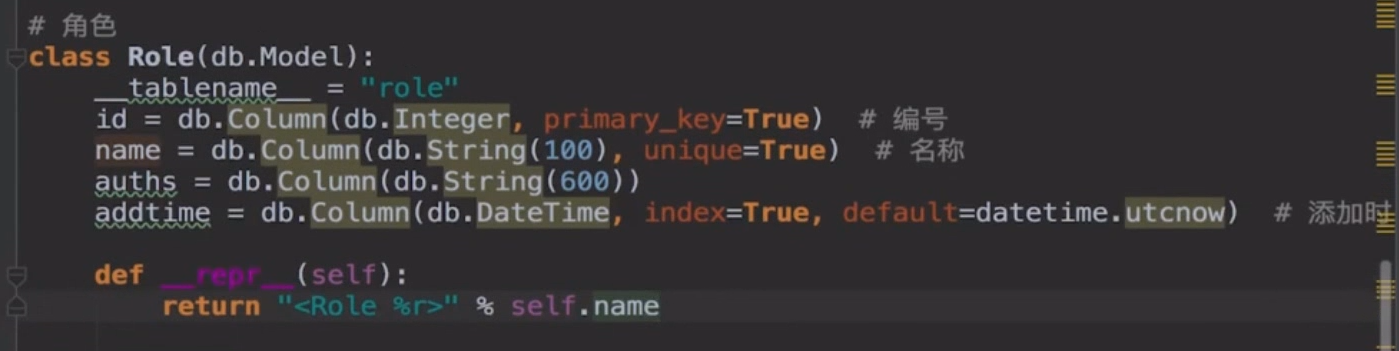 # 角色
class Role(db.Model):
    __tablename__ = "role"
    id = db.Column(db.Integer, primary_key=True)  # 编号
    name = db.Column(db.String(100), unique=True)  # 名称
    auths = db.Column(db.String(600))
    addtime = db.Column(db.DateTime, index=True, default=datetime.utcnow)  # 添加时
    def __repr__(self):
        return "<Role %r>" % self.name